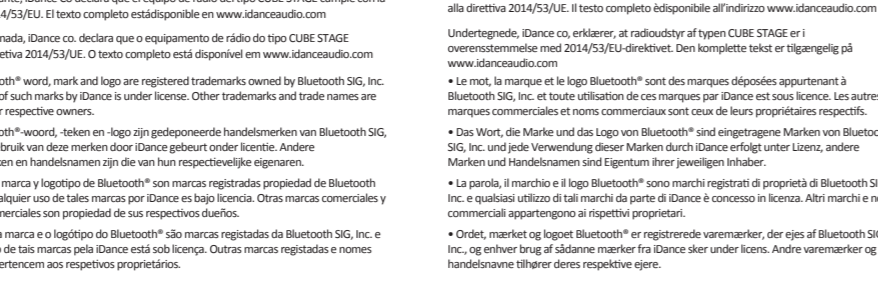 4/53/EU. El texto completo estádisponible en www.idanceaudio.com
nada, iDance co. declara que o equipamento de rádio do tipo CUBE STAGE
etiva 2014/53/UE. O texto completo está disponível em www.idanceaudio.com
oth® word, mark and logo are registered trademarks owned by Bluetooth SIG, Inc.
of such marks by iDance is under license. Other trademarks and trade names are
r respective owners.
oth®-woord, -teken en -logo zijn gedeponeerde handelsmerken van Bluetooth SIG,
bruik van deze merken door iDance gebeurt onder licentie. Andere
ken en handelsnamen zijn die van hun respectievelijke eigenaren.
marca y logotipo de Bluetooth® son marcas registradas propiedad de Bluetooth
alquier uso de tales marcas por iDance es bajo licencia. Otras marcas comerciales y
merciales son propiedad de sus respectivos dueños.
a marca e o logótipo do Bluetooth® são marcas registadas da Bluetooth SIG, Inc. e
o de tais marcas pela iDance está sob licença. Outras marcas registadas e nomes
ertencem aos respetivos proprietários.
alla direttiva 2014/53/UE. Il testo completo èdisponibile all'indirizzo www.idanceaudio.com
Undertegnede, iDance co, erklærer, at radioudstyr af typen CUBE STAGE er i
overensstemmelse med 2014/53/EU-direktivet. Den komplette tekst er tilgængelig på
www.idanceaudio.com
• Le mot, la marque et le logo Bluetooth® sont des marques déposées appurtenant à
Bluetooth SIG, Inc. et toute utilisation de ces marques par iDance est sous licence. Les autres
marques commerciales et noms commerciaux sont ceux de leurs propriétaires respectifs.
• Das Wort, die Marke und das Logo von Bluetooth® sind eingetragene Marken von Bluetoo
SIG, Inc. und jede Verwendung dieser Marken durch iDance erfolgt unter Lizenz, andere
Marken und Handelsnamen sind Eigentum ihrer jeweiligen Inhaber.
• La parola, il marchio e il logo Bluetooth® sono marchi registrati di proprietà di Bluetooth SI
Inc. e qualsiasi utilizzo di tali marchi da parte di iDance è concesso in licenza. Altri marchi e n
commerciali appartengono ai rispettivi proprietari.
• Ordet, mærket og logoet Bluetooth® er registrerede varemærker, der ejes af Bluetooth SIG
Inc., og enhver brug af sådanne mærker fra iDance sker under licens. Andre varemærker og
handelsnavne tilhører deres respektive ejere.